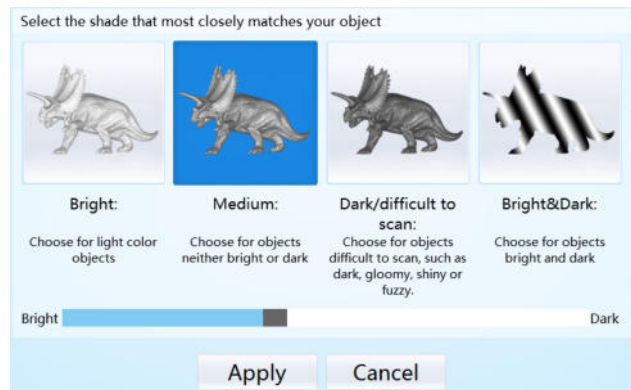 Select the shade that most closely matches your object
Bright:
Choose for light color
objects
Medium:
Choose for objects
neither bright or dark
Dark/difficult to
scan:
Choose for objects
difficult to scan, such as
dark, gloomy, shiny or
fuzzy.
Bright&Dark:
Choose for objects
bright and dark
Bright Dark
Apply Cancel